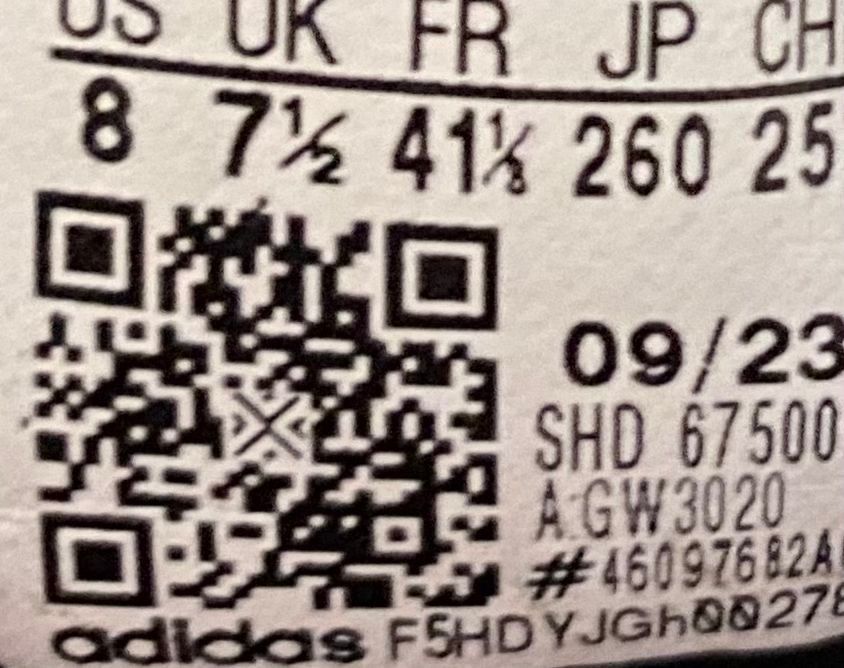 US UK FR JP CH
8 7½ 41⅓ 260 25
09/23
SHD 67500
A:GW3020
#46097682A
adidas F5HDYJGh00278